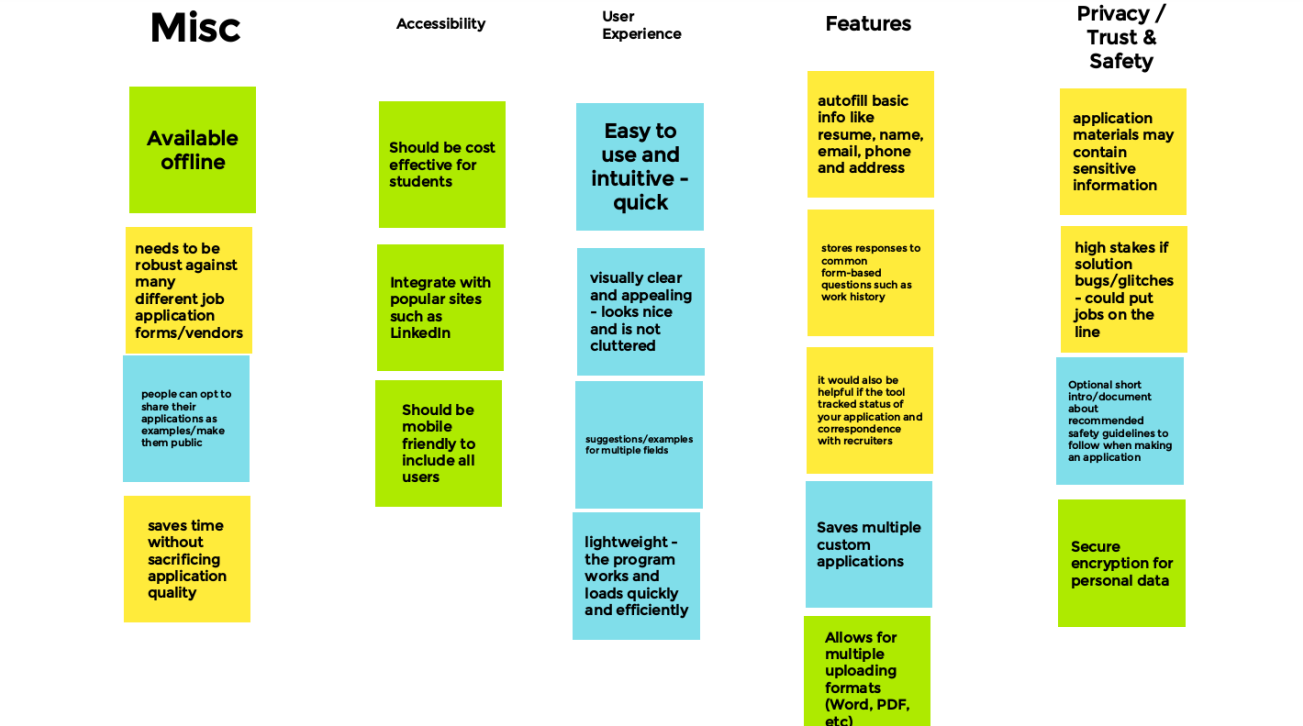 Misc
Available
offline
needs to be
robust against
many
different job
application
forms/vendors
people can opt to
share their
applications as
examples/make
them public
saves time
without
sacrificing
application
quality
Accessibility
Should be cost
effective for
students
Integrate with
popular sites
such as
LinkedIn
Should be
mobile
friendly to
include all
users
User
Experience
Easy to
use and
intuitive -
quick
visually clear
and appealing
- looks nice
and is not
cluttered
suggestions/examples
for multiple fields
lightweight -
the program
works and
loads quickly
and efficiently
Features
autofill basic
info like
resume, name,
email, phone
and address
stores responses to
common
form-based
questions such as
work history
it would also be
helpful if the tool
tracked status of
your application and
correspondence
with recruiters
Saves multiple
custom
applications
Allows for
multiple
uploading
formats
(Word, PDF,
etc)
Privacy /
Trust &
Safety
application
materials may
contain
sensitive
information
high stakes if
solution
bugs/glitches
- could put
jobs on the
line
Optional short
intro/document
about
recommended
safety guidelines to
follow when making
an application
Secure
encryption for
personal data